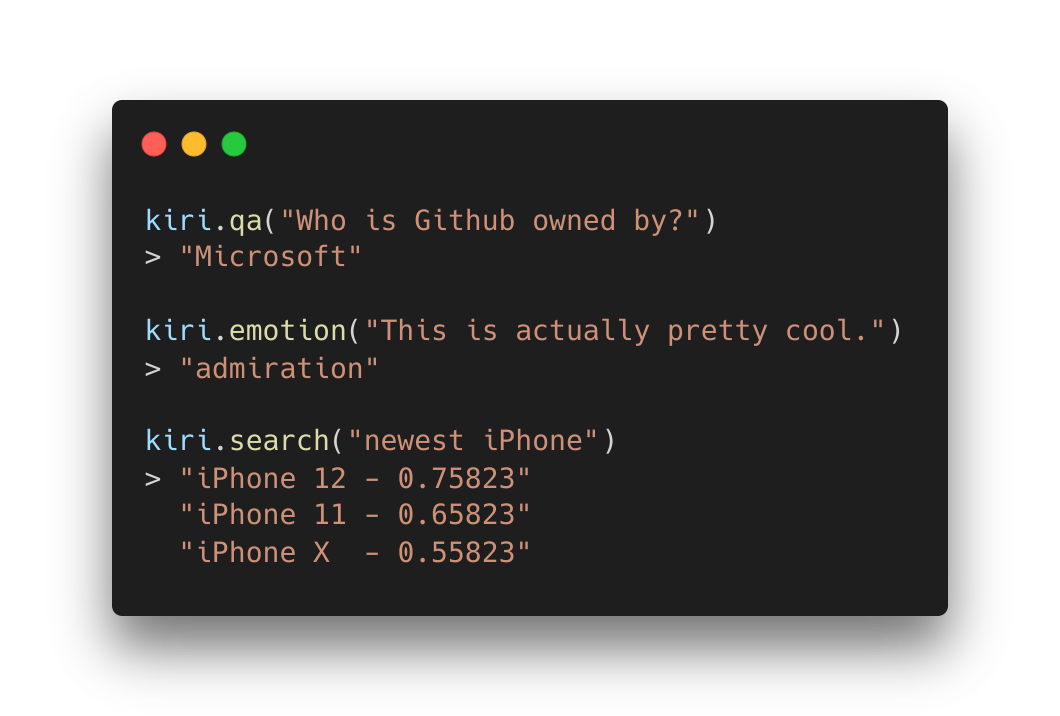 kiri.qa("Who is Github owned by?")
> "Microsoft"
kiri.emotion("This is actually pretty cool.")
> "admiration"
kiri.search("newest iPhone")
> "iPhone 12 - 0.75823"
  "iPhone 11 - 0.65823"
  "iPhone X  - 0.55823"